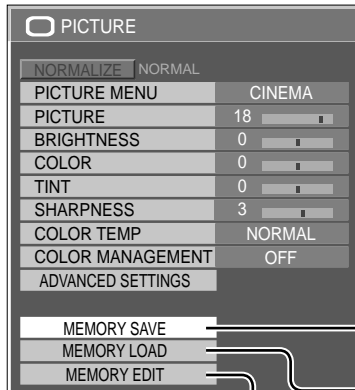 PICTURE
NORMALIZE NORMAL
PICTURE MENU CINEMA
PICTURE 18
BRIGHTNESS 0
COLOR 0
TINT 0
SHARPNESS 3
COLOR TEMP NORMAL
COLOR MANAGEMENT OFF
ADVANCED SETTINGS
MEMORY SAVE
MEMORY LOAD
MEMORY EDIT